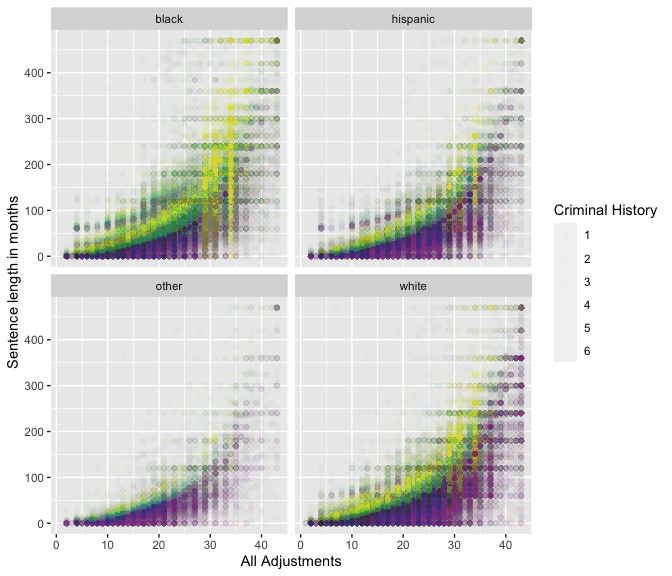 black
hispanic
400
300
200
100
0
other
white
400
300
200
100
0
0 10 20 30 40
0 10 20 30 40
All Adjustments
Sentence length in months
Criminal History
1
2
3
4
5
6